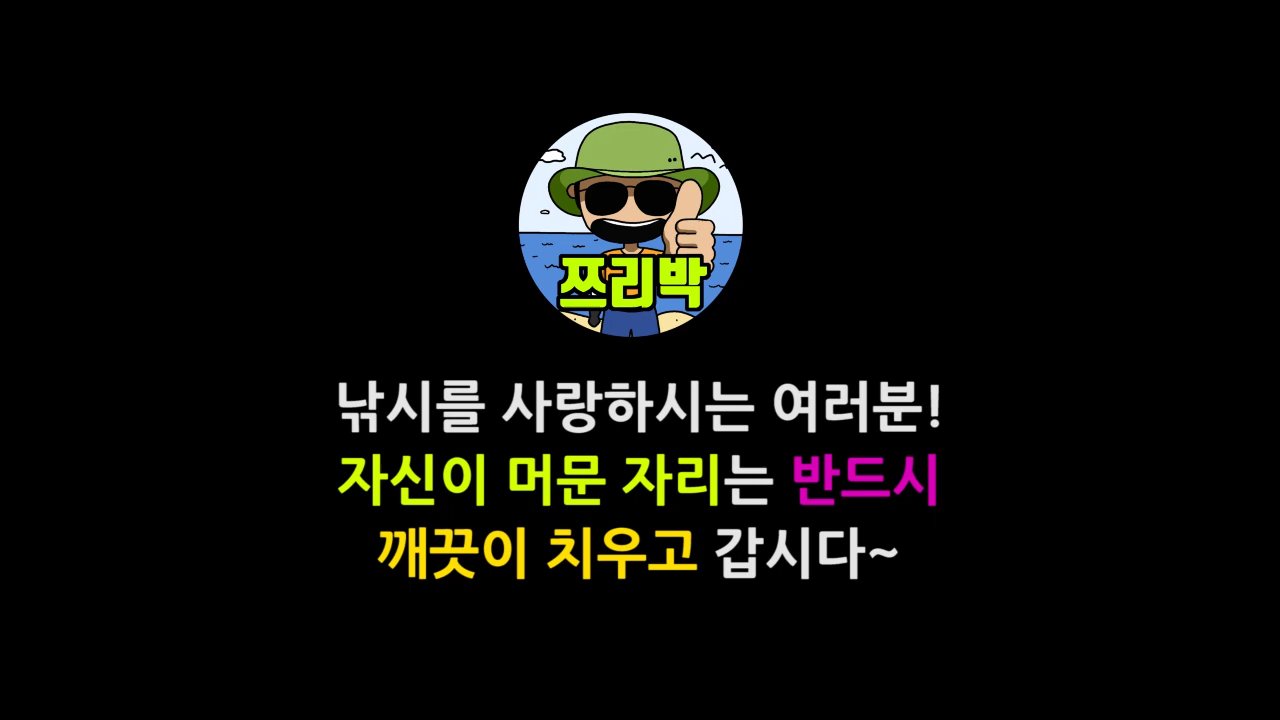 쯔리박
낚시를 사랑하시는 여러분!
자신이 머문 자리는 반드시
깨끗이 치우고 갑시다~